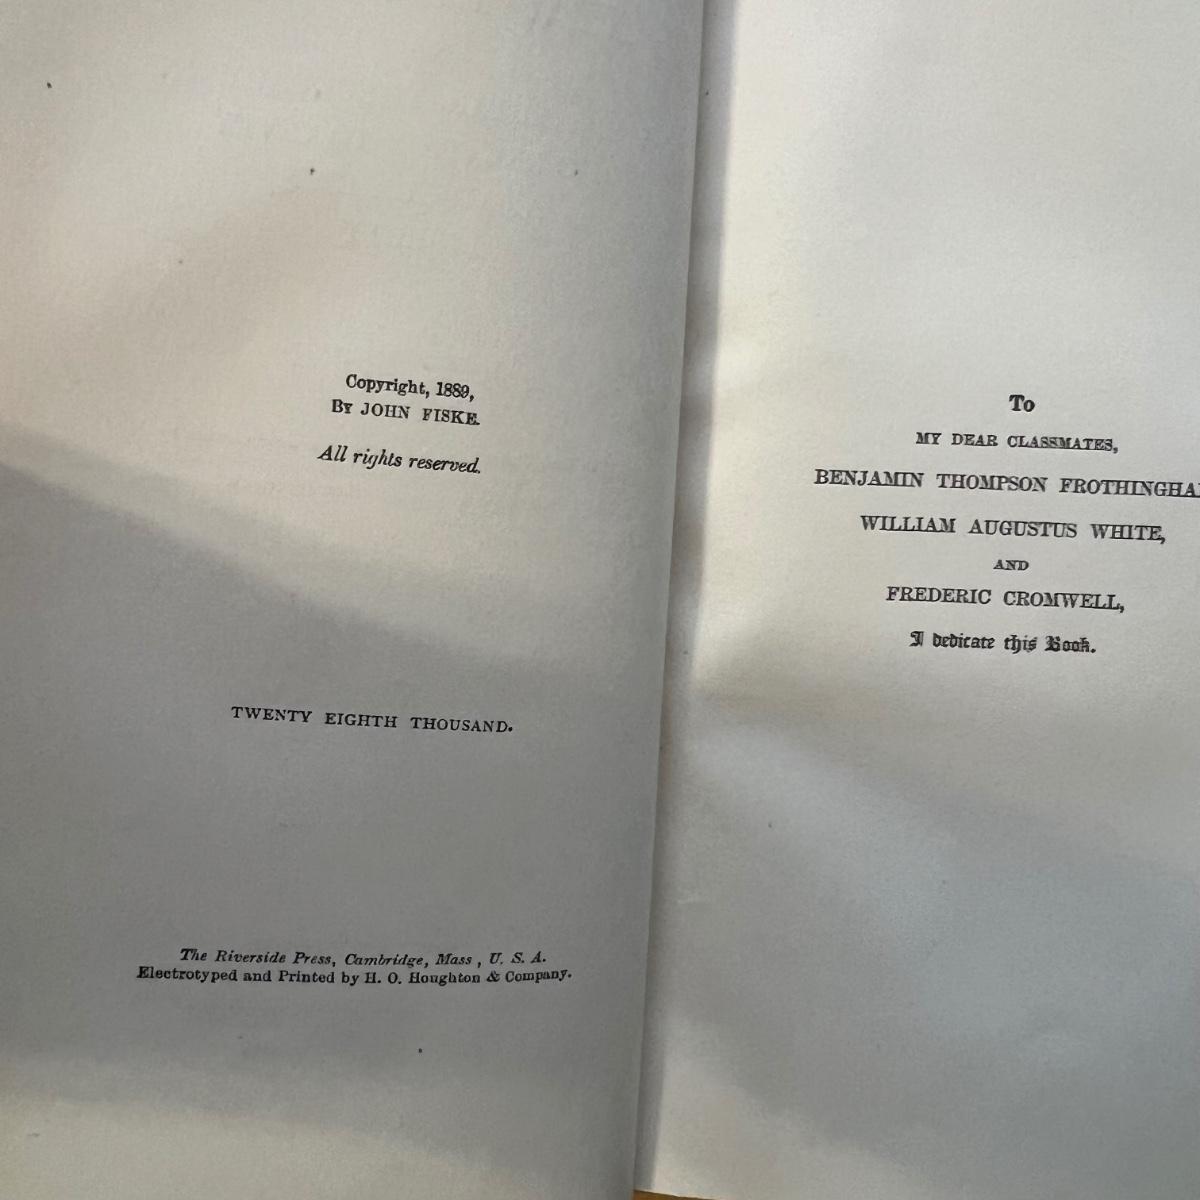 Copyright, 1889,
BY JOHN FISKE.
All rights reserved.
TWENTY EIGHTH THOUSAND.
The Riverside Press, Cambridge, Mass , U. S. A.
Electrotyped and Printed by H. O. Houghton & Company.
To
MY DEAR CLASSMATES,
BENJAMIN THOMPSON
WILLIAM AUGUSTUS WHITE,
AND
FREDERIC CROMWELL,
I dedicate this Book.